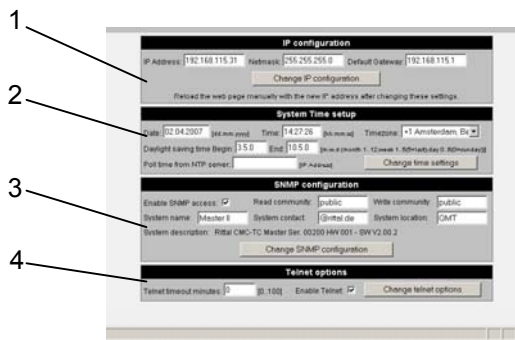 1
IP configuration
IP Address: 192.168.115.31 Netmask: 255.255.255.0 Default Gateway: 192.168.115.1
Change IP configuration
Reload the web page manually with the new IP address after changing these settings.
2
System Time setup
Date: 02.04.2007 [dd.mm.yyyy] Time: 14:27:26 [hh:mm:ss] Timezone: +1 Amsterdam, Be
Daylight saving time Begin: 3.5.0 End: 10.5.0
Poll time from NTP server: [IP Address] Change time settings
3
SNMP configuration
Enable SNMP access: Read community: public Write community: public
System name: Master II System contact: @rittal.de System location: GMT
System description: Rittal CMC-TC Master Ser. 00200 HW 001 - SW V2.00.2
Change SNMP configuration
4
Telnet options
Telnet timeout minutes: 0 [0..100] Enable Telnet: Change telnet options